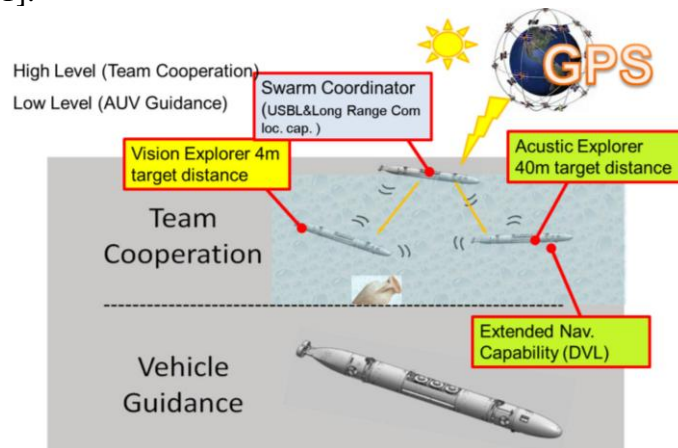 High Level (Team Cooperation)
Low Level (AUV Guidance)
Swarm Coordinator
(USBL&Long Range Com
loc. cap. )
GPS
Vision Explorer 4m
target distance
Acustic Explorer
40m target distance
Team
Cooperation
Extended Nav.
Capability (DVL)
Vehicle
Guidance